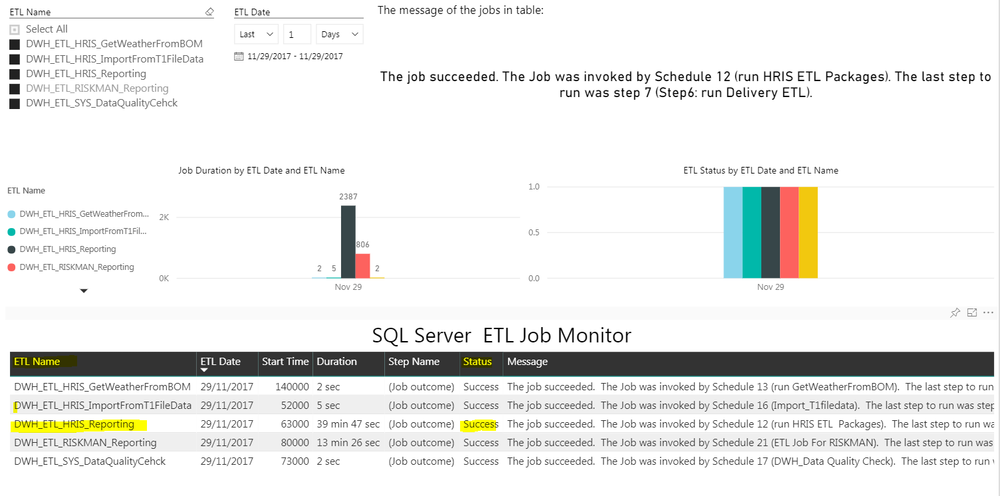 ETL Name
Select All
DWH_ETL_HRIS_GetWeatherFromBOM
DWH_ETL_HRIS_ImportFromT1FileData
DWH_ETL_HRIS_Reporting
DWH_ETL_RISKMAN_Reporting
DWH_ETL_SYS_DataQualityCehck
ETL Date
Last 1 Days
11/29/2017 - 11/29/2017
The message of the jobs in table:
The job succeeded. The Job was invoked by Schedule 12 (run HRIS ETL Packages). The last step to
run was step 7 (Step6: run Delivery ETL).
Job Duration by ETL Date and ETL Name
ETL Name
DWH_ETL_HRIS_GetWeatherFrom...
DWH_ETL_HRIS_ImportFromT1Fil...
DWH_ETL_HRIS_Reporting
DWH_ETL_RISKMAN_Reporting
2K
0K
2 5 2387 806 2
Nov 29
ETL Status by ETL Date and ETL Name
1.0
0.5
0.0
Nov 29
SQL Server ETL Job Monitor
ETL Name ETL Date Start Time Duration Step Name Status Message
DWH_ETL_HRIS_GetWeatherFromBOM 29/11/2017 140000 2 sec (Job outcome) Success The job succeeded. The Job was invoked by Schedule 13 (run GetWeatherFromBOM). The last step to run
DWH_ETL_HRIS_ImportFromT1FileData 29/11/2017 52000 5 sec (Job outcome) Success The job succeeded. The Job was invoked by Schedule 16 (Import_T1filedata). The last step to run was step
DWH_ETL_HRIS_Reporting 29/11/2017 63000 39 min 47 sec (Job outcome) Success The job succeeded. The Job was invoked by Schedule 12 (run HRIS ETL Packages). The last step to run wa
DWH_ETL_RISKMAN_Reporting 29/11/2017 80000 13 min 26 sec (Job outcome) Success The job succeeded. The Job was invoked by Schedule 21 (ETL Job For RISKMAN). The last step to run was
DWH_ETL_SYS_DataQualityCehck 29/11/2017 73000 2 sec (Job outcome) Success The job succeeded. The Job was invoked by Schedule 17 (DWH_Data Quality Check). The last step to run